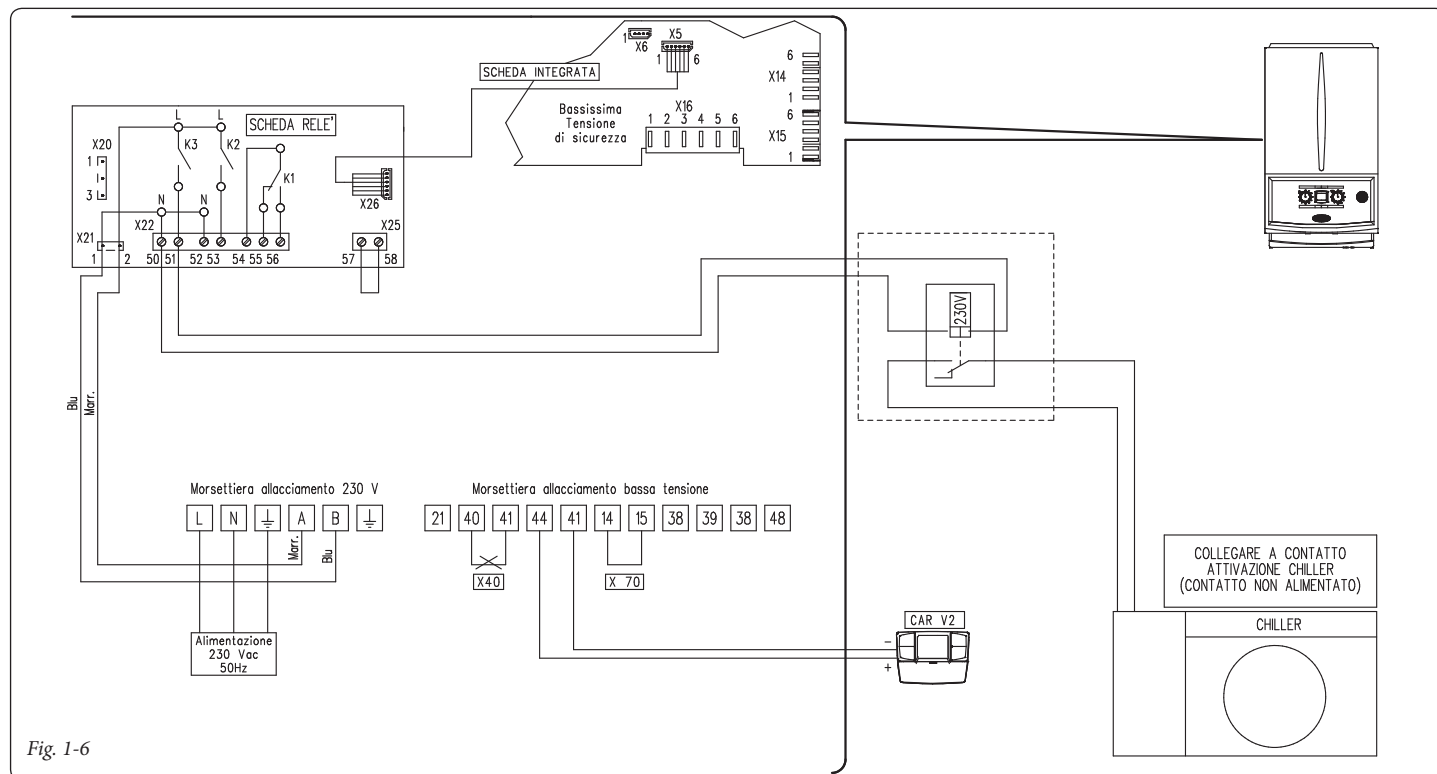 1
X6
X5
1
6
SCHEDA INTEGRATA
6
X14
1
6
X15
1
Bassissima
Tensione
di sicurezza
X16
1 2 3 4 5 6
SCHEDA RELE'
L
L
X20
1
3
K3
K2
K1
N
N
X26
X21
X22
X25
1
2
50
51
52
53
54
55
56
57
58
230V
Blu
Marr.
Morsettiera allacciamento 230 V
L
N
A
B
Marr.
Blu
Alimentazione
230 Vac
50Hz
Morsettiera allacciamento bassa tensione
21
40
41
44
41
14
15
38
39
38
48
X40
X 70
CAR V2
-
+
COLLEGARE A CONTATTO
ATTIVAZIONE CHILLER
(CONTATTO NON ALIMENTATO)
CHILLER
Fig. 1-6